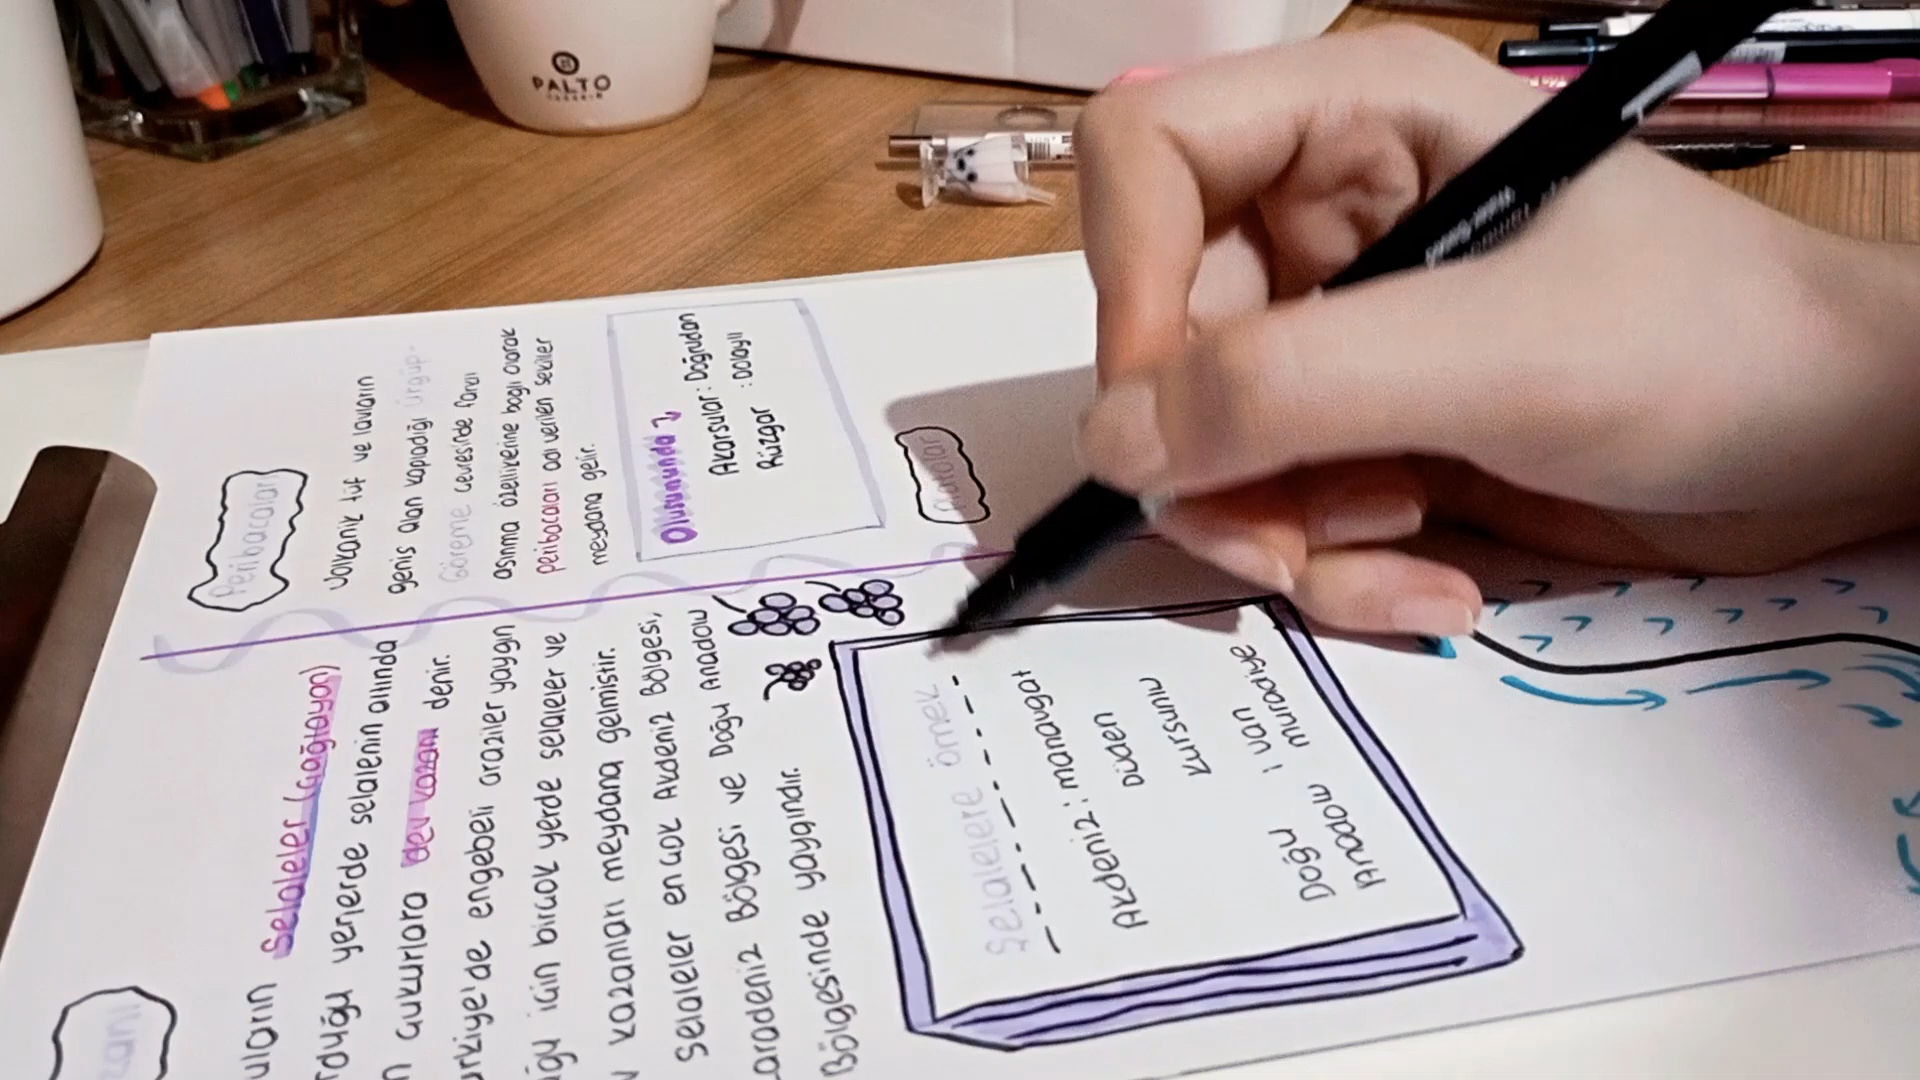 PALTO
TASARIM
Peribacaları
Volkanik tüf ve lavların
geniş alan kapladığı Ürgüp-
Göreme çevresinde farklı
aşınma özelliklerine bağlı olarak
peribacaları adı verilen şekiller
meydana gelir.
Oluşumunda
Akarsular : Doğrudan
Rüzgar : Dolaylı
Şelaleler (çağlayan)
yerlerde şelalenin altında
çukurlara dev kazanı denir.
engebeli araziler yaygın
için birçok yerde şelaleler ve
kazanları meydana gelmiştir.
Şelaleler en çok Akdeniz Bölgesi,
Karadeniz Bölgesi ve Doğu Anadolu
Bölgesinde yaygındır.
Şelalelere örnek
Akdeniz : manavgat
Düden
Kurşunlu
Doğu Anadolu : van muradiye